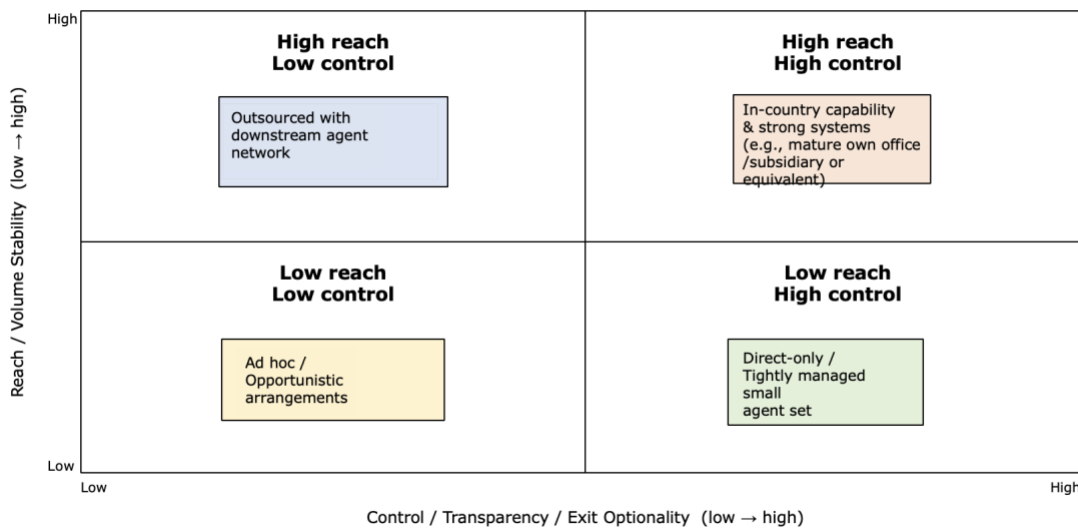 High
High reach
Low control
High reach
High control
Outsourced with
downstream agent
network
In-country capability
& strong systems
(e.g., mature own office
/subsidiary or
equivalent)
Reach / Volume Stability (low → high)
Low reach
Low control
Low reach
High control
Ad hoc /
Opportunistic
arrangements
Direct-only /
Tightly managed
small
agent set
Low
Low
High
Control / Transparency / Exit Optionality (low → high)